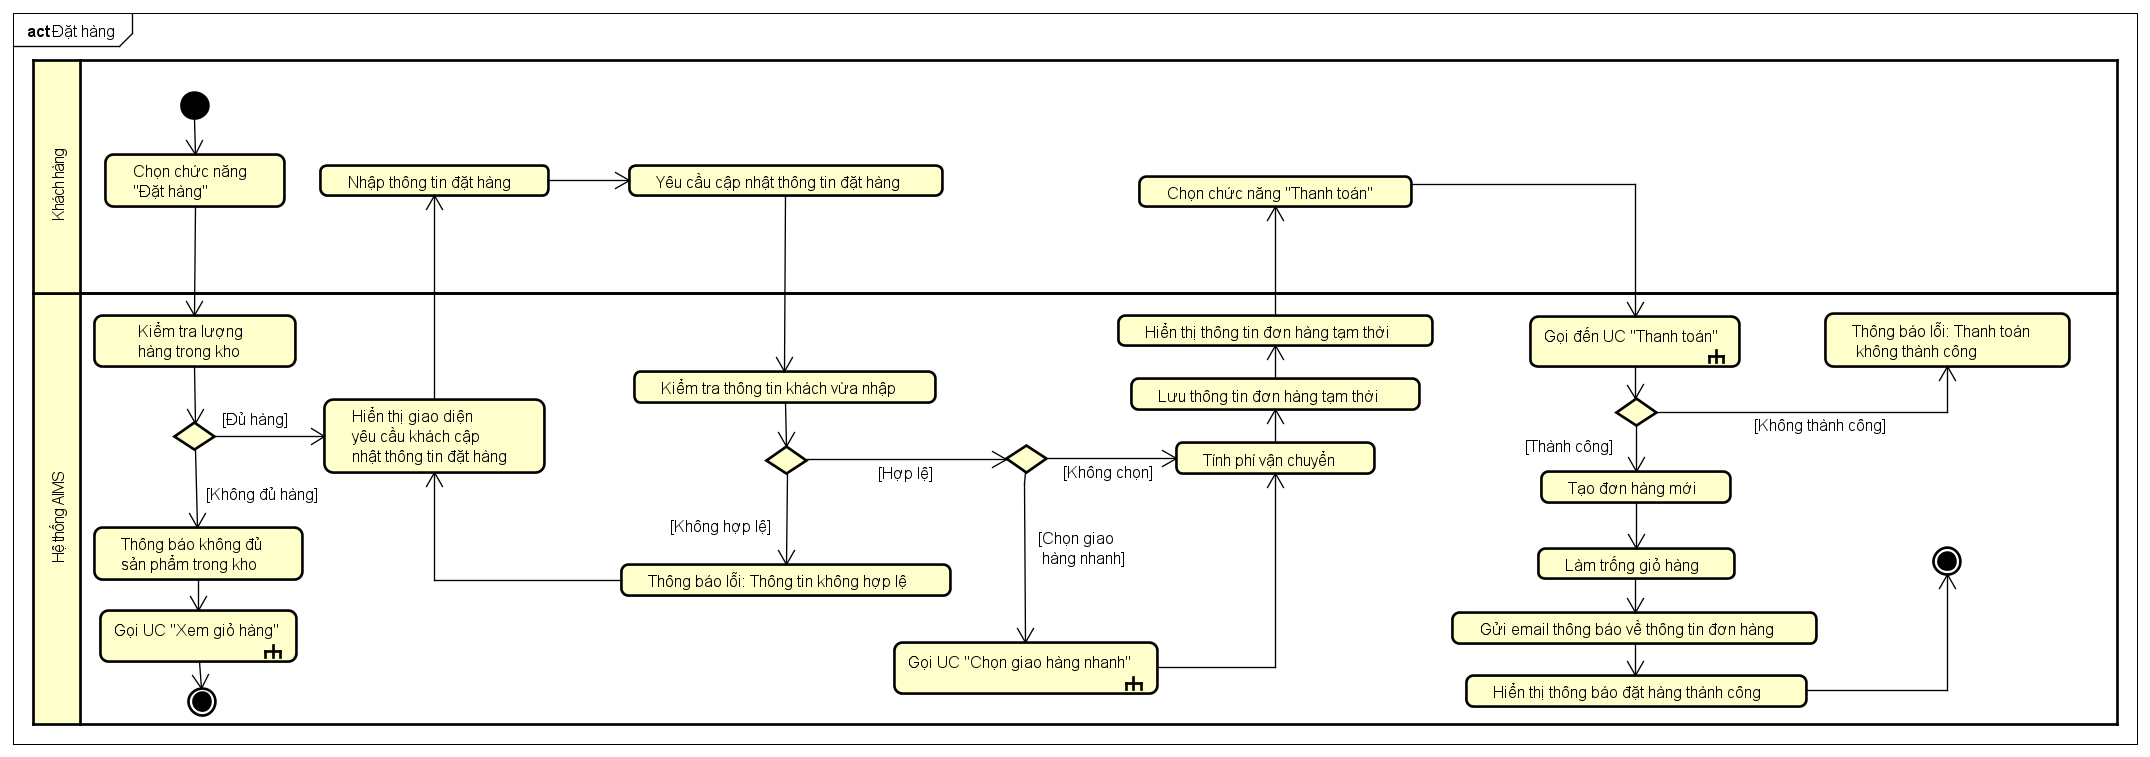 act Đặt hàng
Khách hàng
Chọn chức năng
"Đặt hàng"
Nhập thông tin đặt hàng
Yêu cầu cập nhật thông tin đặt hàng
Chọn chức năng "Thanh toán"
Hệ thống AIMS
Kiểm tra lượng
hàng trong kho
[Đủ hàng]
[Không đủ hàng]
Thông báo không đủ
sản phẩm trong kho
Gọi UC "Xem giỏ hàng"
Hiển thị giao diện
yêu cầu khách cập
nhật thông tin đặt hàng
Kiểm tra thông tin khách vừa nhập
[Hợp lệ]
[Không hợp lệ]
Thông báo lỗi: Thông tin không hợp lệ
[Không chọn]
[Chọn giao
hàng nhanh]
Gọi UC "Chọn giao hàng nhanh"
Hiển thị thông tin đơn hàng tạm thời
Lưu thông tin đơn hàng tạm thời
Tính phí vận chuyển
Gọi đến UC "Thanh toán"
Thông báo lỗi: Thanh toán
không thành công
[Không thành công]
[Thành công]
Tạo đơn hàng mới
Làm trống giỏ hàng
Gửi email thông báo về thông tin đơn hàng
Hiển thị thông báo đặt hàng thành công